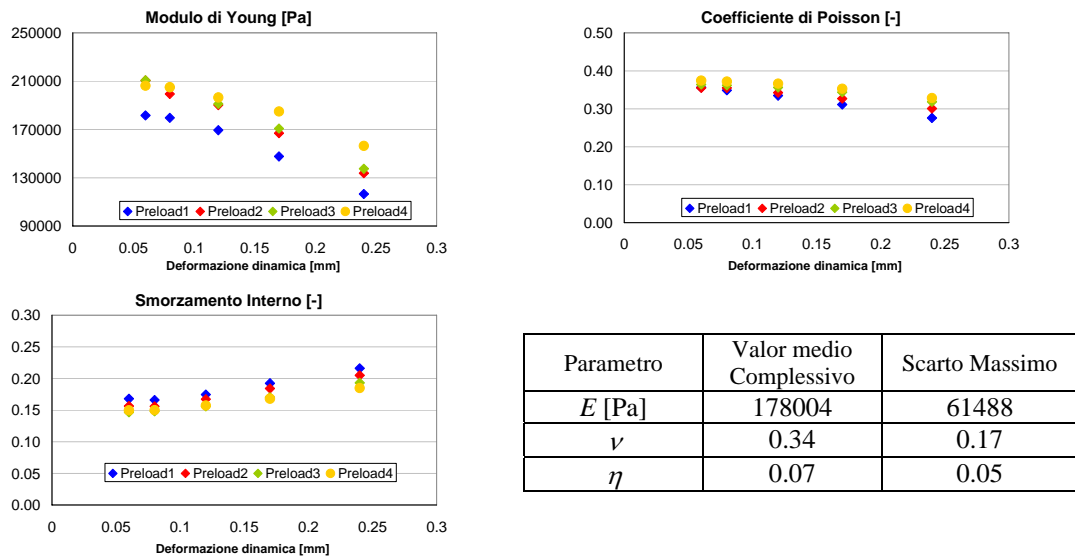 Modulo di Young [Pa]
250000
210000
170000
130000
90000
Preload1 Preload2 Preload3 Preload4
0 0.05 0.1 0.15 0.2 0.25 0.3
Deformazione dinamica [mm]
Coefficiente di Poisson [-]
0.50
0.40
0.30
0.20
0.10
0.00
Preload1 Preload2 Preload3 Preload4
0 0.05 0.1 0.15 0.2 0.25 0.3
Deformazione dinamica [mm]
Smorzamento Interno [-]
0.30
0.25
0.20
0.15
0.10
0.05
0.00
Preload1 Preload2 Preload3 Preload4
0 0.05 0.1 0.15 0.2 0.25 0.3
Deformazione dinamica [mm]
Parametro Valor medio Complessivo Scarto Massimo
E [Pa] 178004 61488
ν 0.34 0.17
η 0.07 0.05